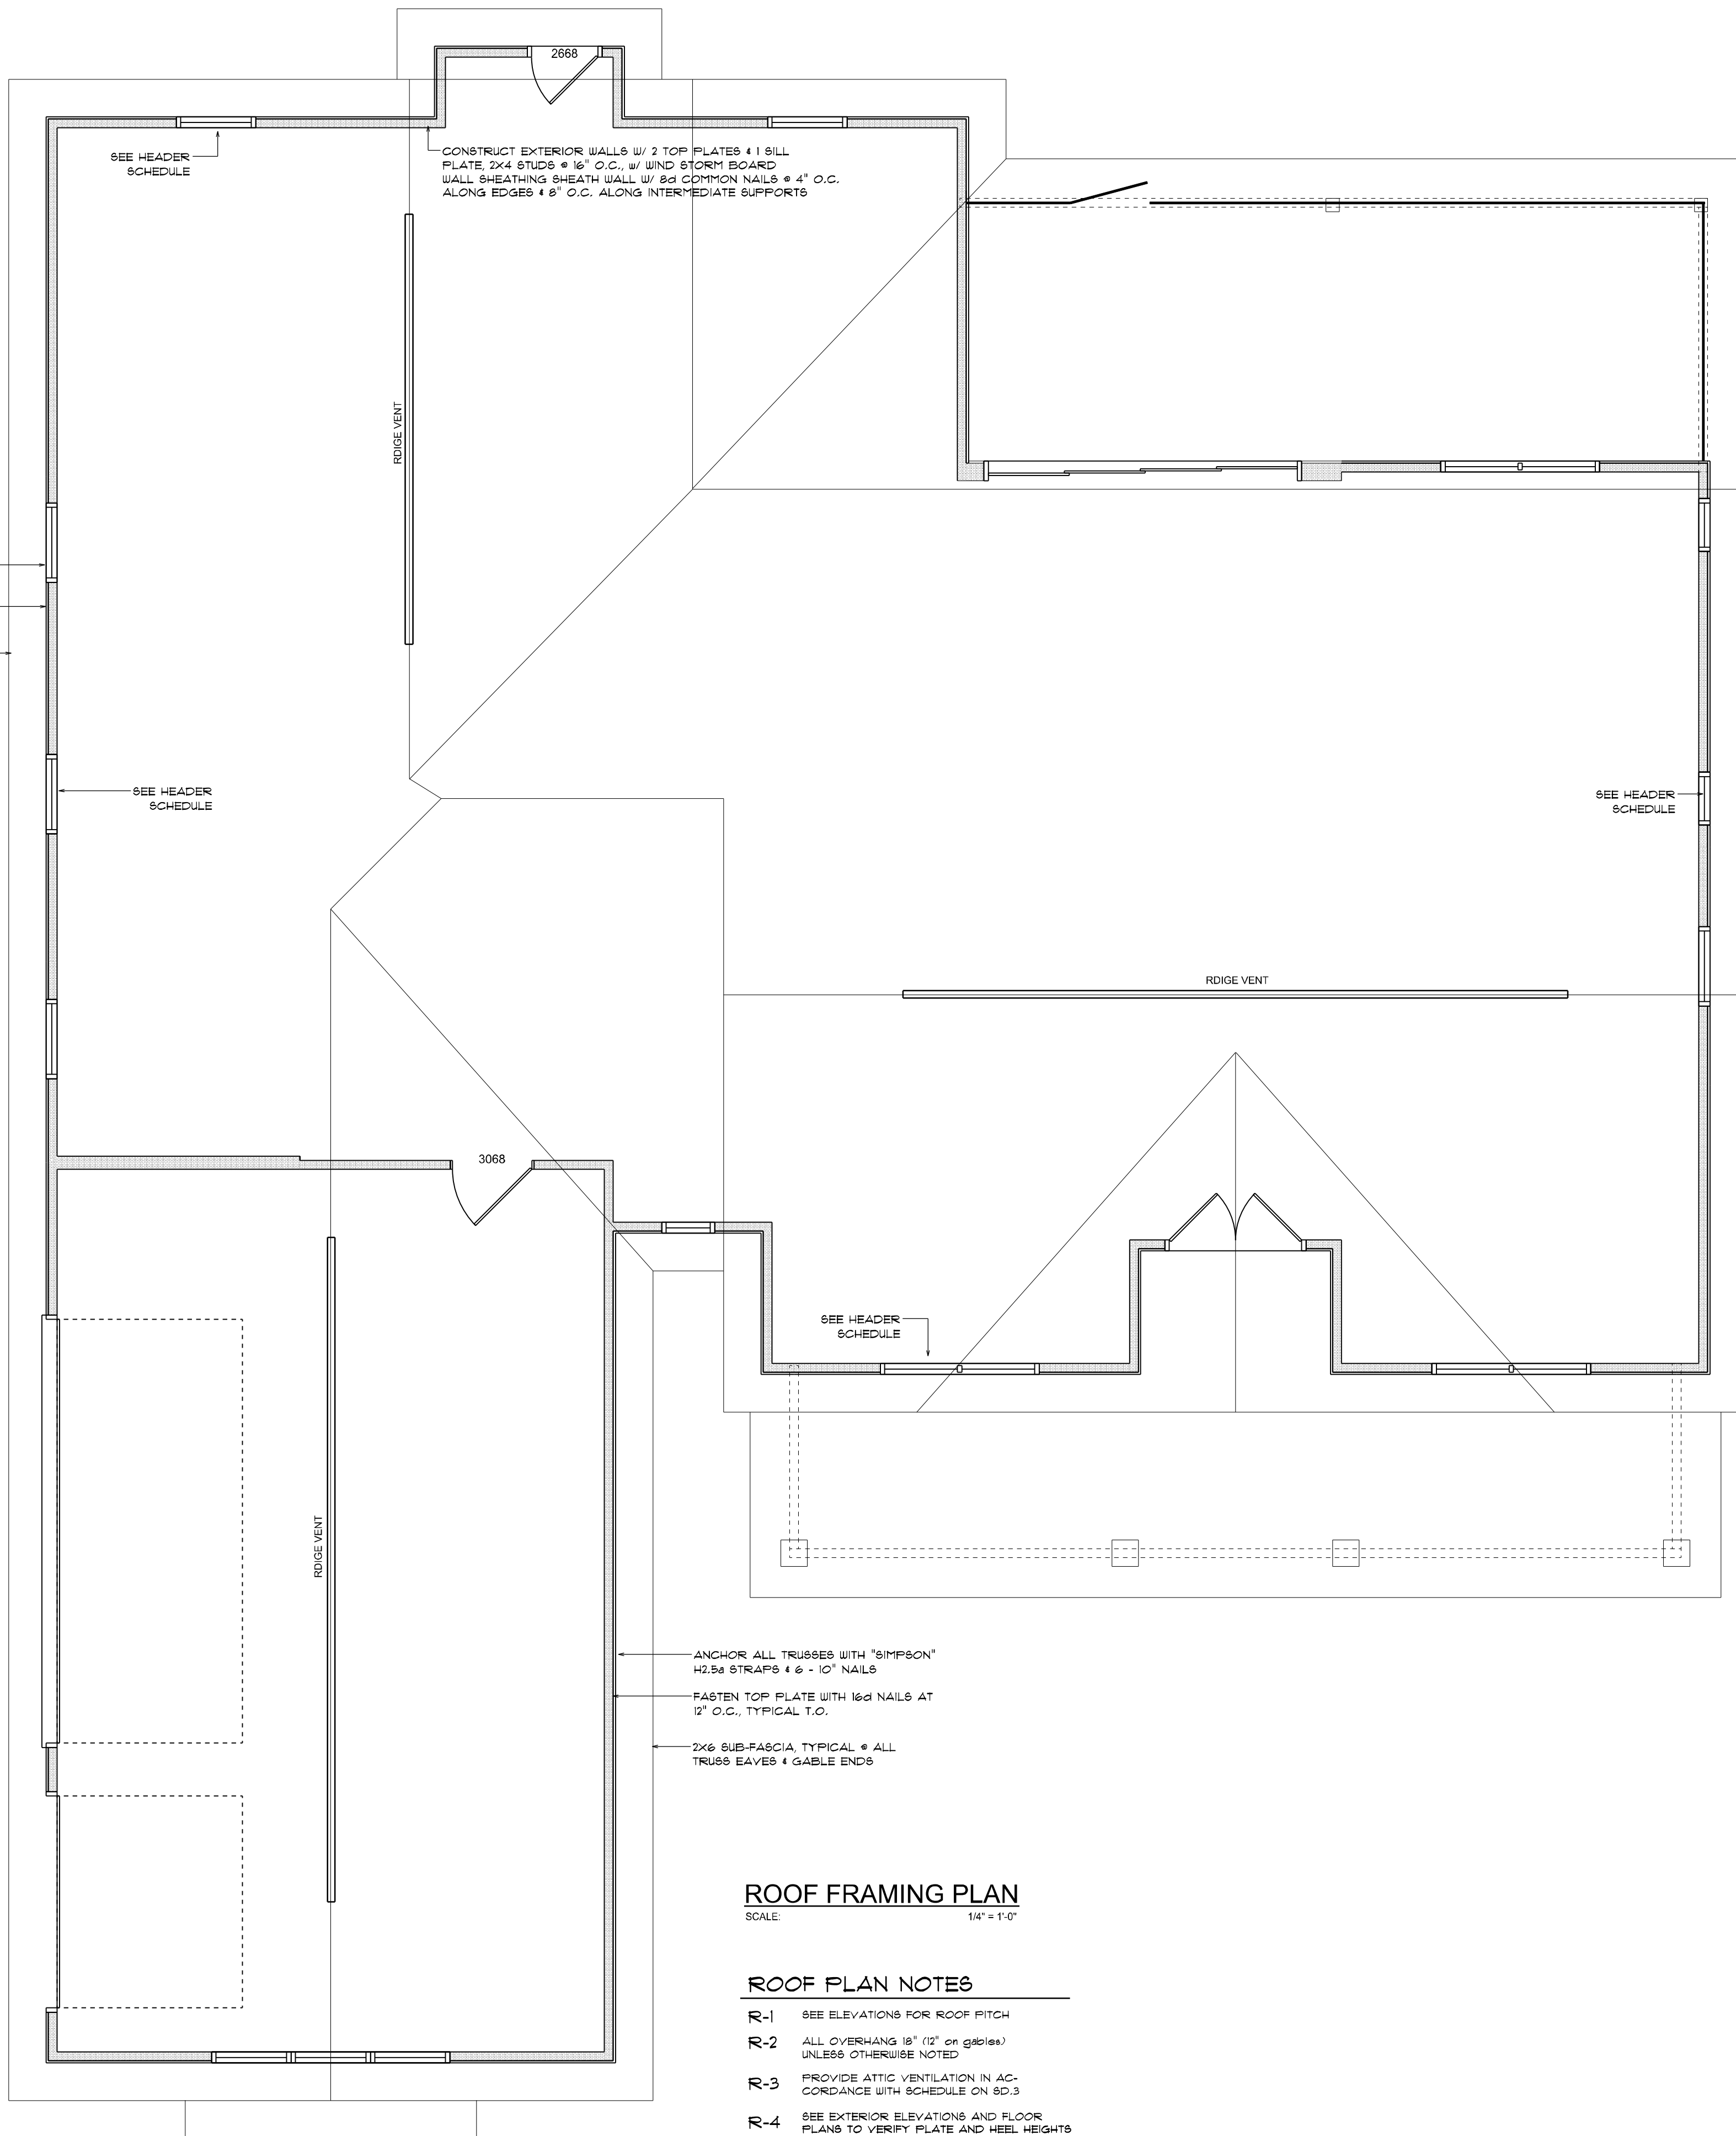 2668
SEE HEADER
SCHEDULE
CONSTRUCT EXTERIOR WALLS W/ 2 TOP PLATES & 1 SILL
PLATE, 2X4 STUDS @ 16" O.C., w/ WIND STORM BOARD
WALL SHEATHING SHEATH WALL W/ 8d COMMON NAILS @ 4" O.C.
ALONG EDGES & 8" O.C. ALONG INTERMEDIATE SUPPORTS
RDIGE VENT
SEE HEADER
SCHEDULE
SEE HEADER
SCHEDULE
RDIGE VENT
3068
SEE HEADER
SCHEDULE
RDIGE VENT
ANCHOR ALL TRUSSES WITH "SIMPSON"
H2.5a STRAPS & 6 - 10" NAILS
FASTEN TOP PLATE WITH 16d NAILS AT
12" O.C., TYPICAL T.O.
2X6 SUB-FASCIA, TYPICAL @ ALL
TRUSS EAVES & GABLE ENDS
ROOF FRAMING PLAN
SCALE: 1/4" = 1'-0"
ROOF PLAN NOTES
R-1 SEE ELEVATIONS FOR ROOF PITCH
R-2 ALL OVERHANG 18" (12" on gables)
UNLESS OTHERWISE NOTED
R-3 PROVIDE ATTIC VENTILATION IN AC-
CORDANCE WITH SCHEDULE ON SD.3
R-4 SEE EXTERIOR ELEVATIONS AND FLOOR
PLANS TO VERIFY PLATE AND HEEL HEIGHTS